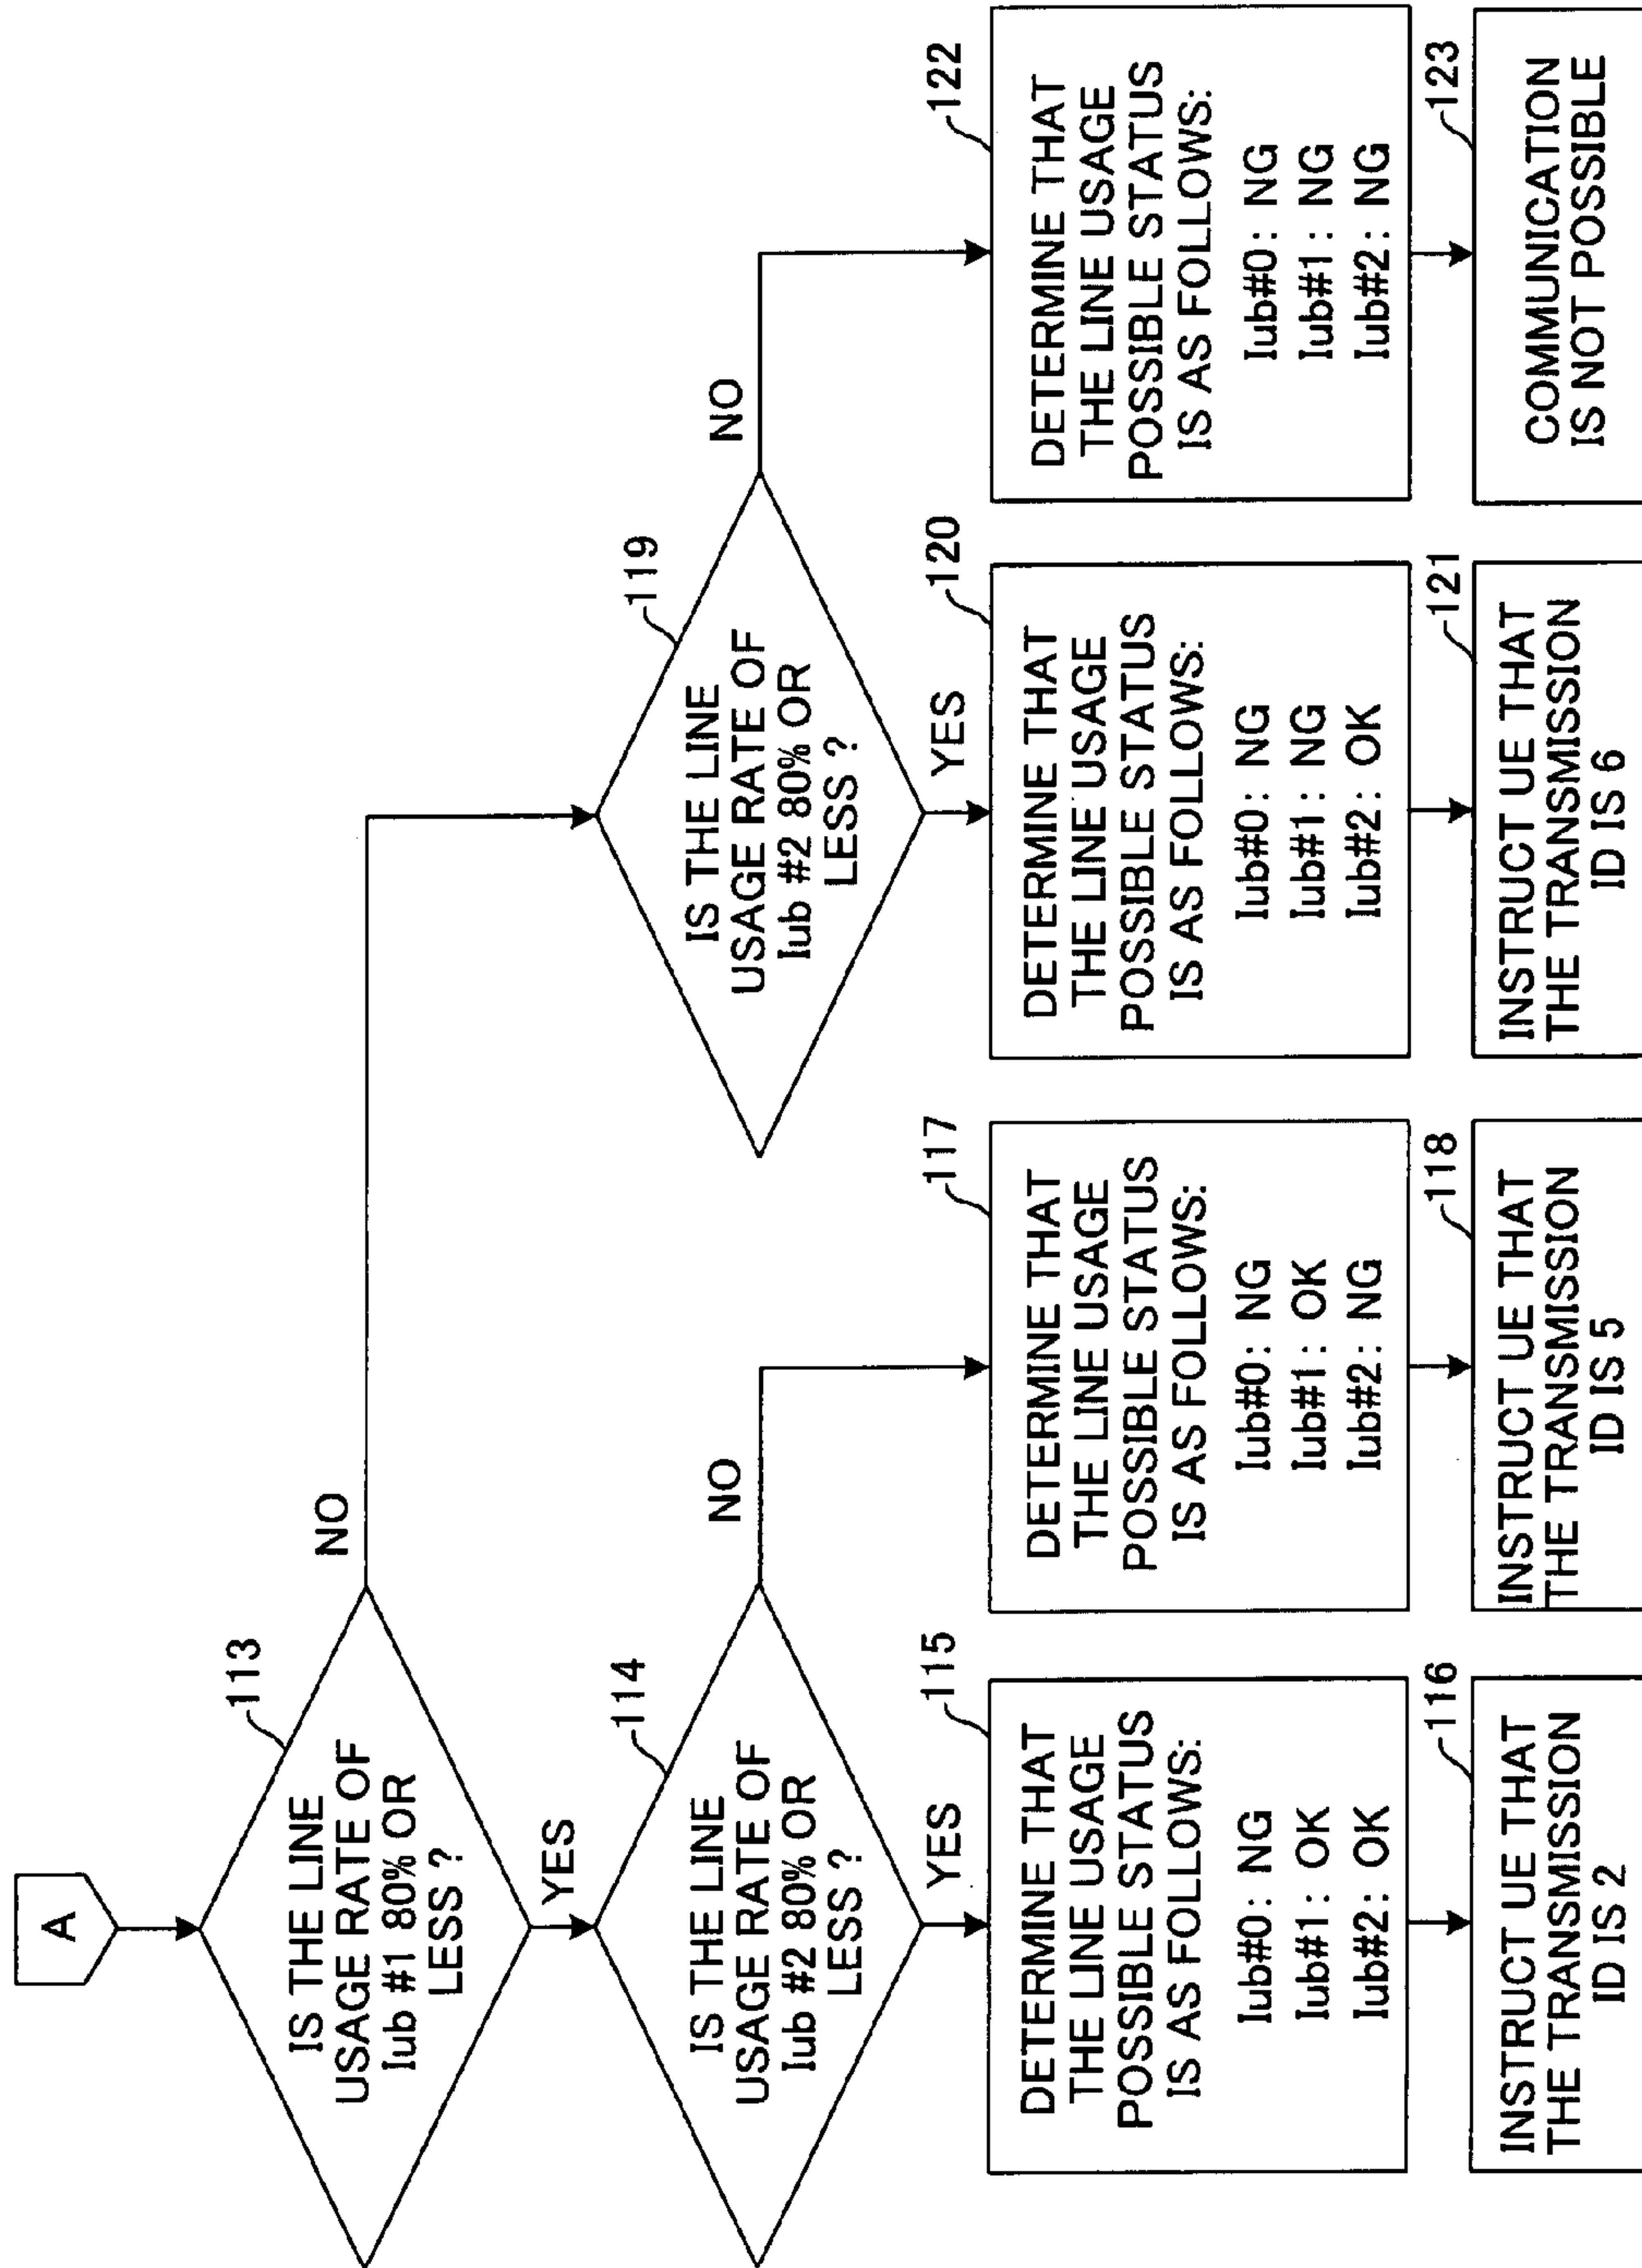 A
113
IS THE LINE
USAGE RATE OF
Iub #1 80% OR
LESS ?
NO
YES
114
IS THE LINE
USAGE RATE OF
Iub #2 80% OR
LESS ?
NO
YES
119
IS THE LINE
USAGE RATE OF
Iub #2 80% OR
LESS ?
NO
YES
115
DETERMINE THAT
THE LINE USAGE
POSSIBLE STATUS
IS AS FOLLOWS:
Iub#0: NG
Iub#1: OK
Iub#2: OK
116
INSTRUCT UE THAT
THE TRANSMISSION
ID IS 2
117
DETERMINE THAT
THE LINE USAGE
POSSIBLE STATUS
IS AS FOLLOWS:
Iub#0: NG
Iub#1: OK
Iub#2: NG
118
INSTRUCT UE THAT
THE TRANSMISSION
ID IS 5
120
DETERMINE THAT
THE LINE USAGE
POSSIBLE STATUS
IS AS FOLLOWS:
Iub#0: NG
Iub#1: NG
Iub#2: OK
121
INSTRUCT UE THAT
THE TRANSMISSION
ID IS 6
122
DETERMINE THAT
THE LINE USAGE
POSSIBLE STATUS
IS AS FOLLOWS:
Iub#0: NG
Iub#1: NG
Iub#2: NG
123
COMMUNICATION
IS NOT POSSIBLE